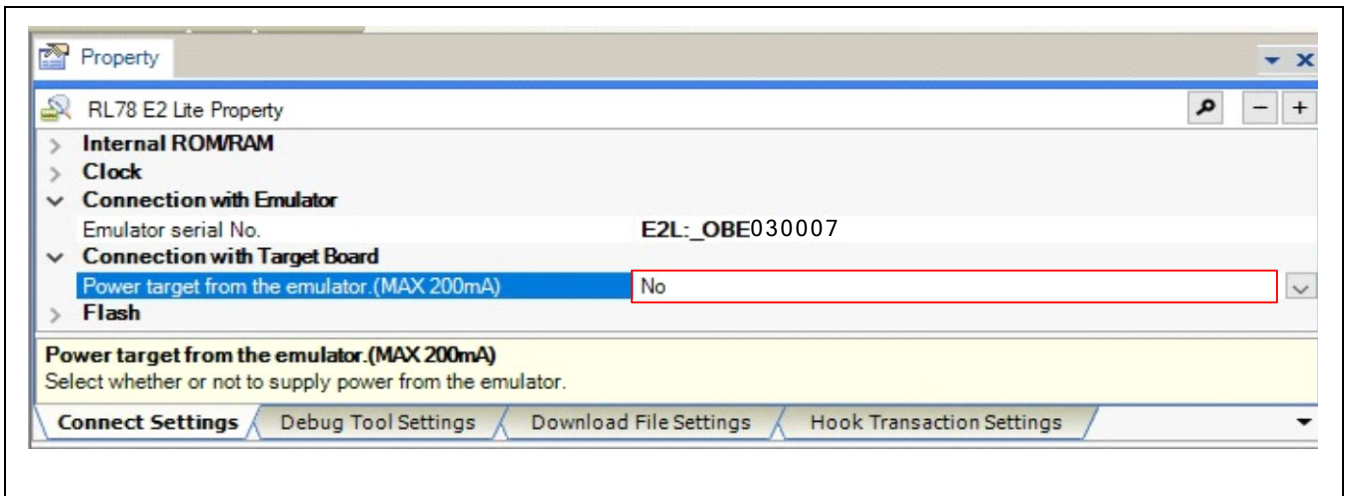 Property
RL78 E2 Lite Property
Internal ROM/RAM
Clock
Connection with Emulator
Emulator serial No. E2L:_OBE030007
Connection with Target Board
Power target from the emulator.(MAX 200mA) No
Flash
Power target from the emulator.(MAX 200mA)
Select whether or not to supply power from the emulator.
Connect Settings Debug Tool Settings Download File Settings Hook Transaction Settings